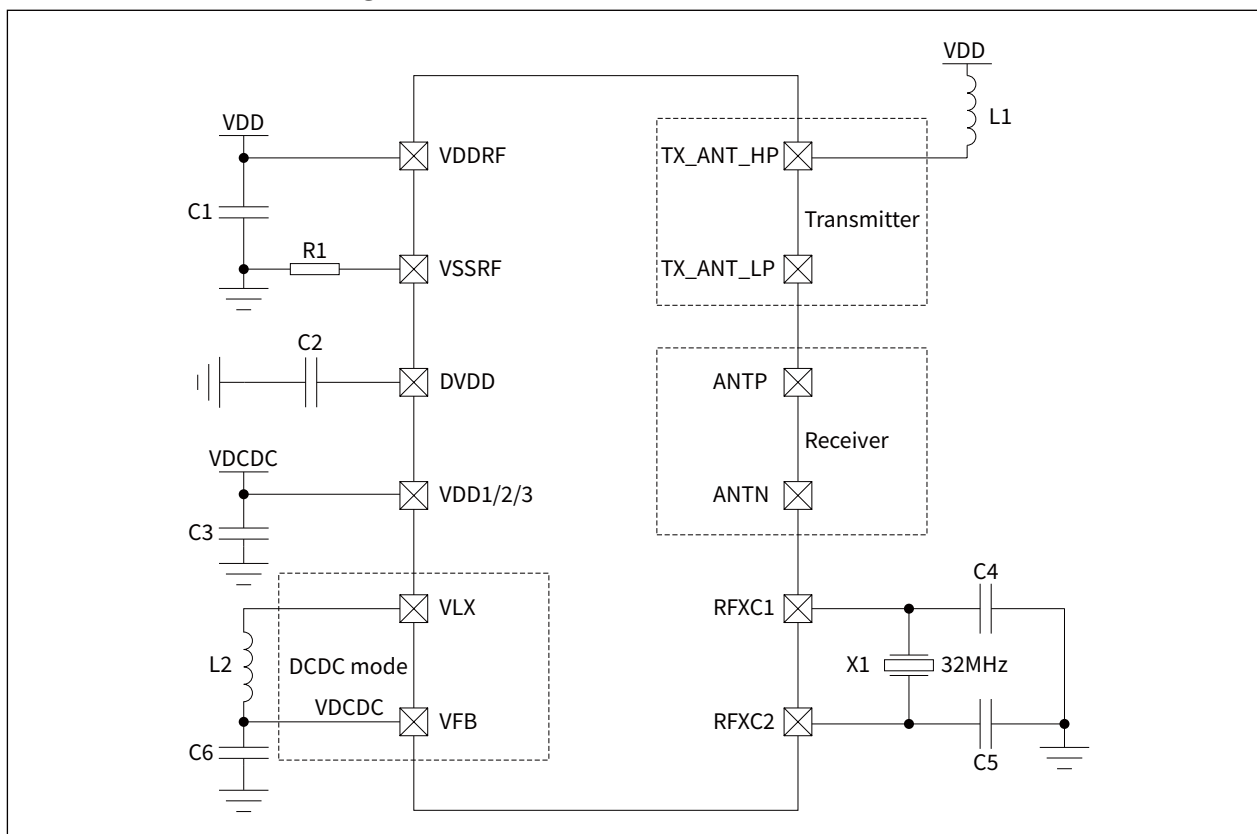 VDD
L1
VDD
VDDRF
TX_ANT_HP
C1
Transmitter
R1
VSSRF
TX_ANT_LP
C2
DVDD
ANTP
Receiver
VDCDC
VDD1/2/3
ANTN
C3
C4
VLX
RFXC1
L2
DCDC mode
X1
32MHz
VDCDC
VFB
RFXC2
C6
C5